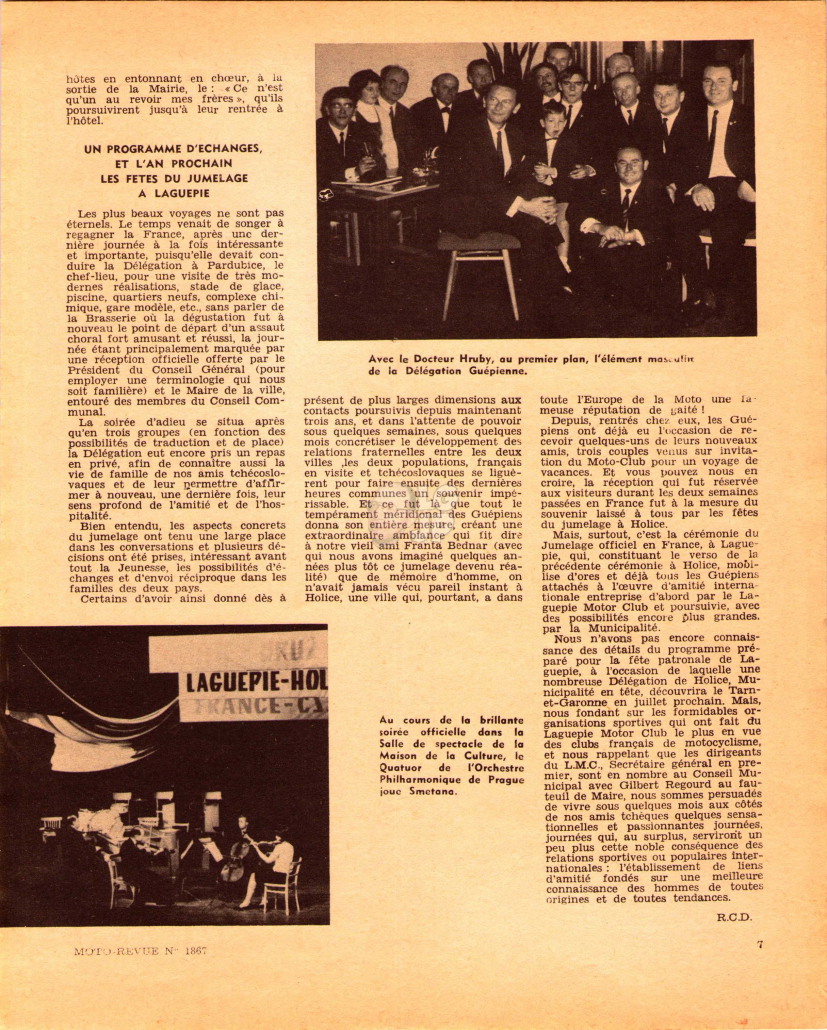 hôtes en entonnant en chœur, à la
sortie de la Mairie, le : « Ce n'est
qu'un au revoir mes frères », qu'ils
poursuivirent jusqu'à leur rentrée à
l'hôtel.
UN PROGRAMME D'ECHANGES,
ET L'AN PROCHAIN
LES FETES DU JUMELAGE
A LAGUEPIE
Les plus beaux voyages ne sont pas
éternels. Le temps venait de songer à
regagner la France, après une der-
nière journée à la fois intéressante
et importante, puisqu'elle devait con-
duire la Délégation à Pardubice, le
chef-lieu, pour une visite de très mo-
dernes réalisations, stade de glace,
piscine, quartiers neufs, complexe chi-
mique, gare modèle, etc., sans parler de
la Brasserie où la dégustation fut à
nouveau le point de départ d'un assaut
choral fort amusant et réussi, la jour-
née étant principalement marquée par
une réception officielle offerte par le
Président du Conseil Général (pour
employer une terminologie qui nous
soit familière) et le Maire de la ville,
entouré des membres du Conseil Com-
munal.
La soirée d'adieu se situa après
qu'en trois groupes (en fonction des
possibilités de traduction et de place)
la Délégation eut encore pris un repas
en privé, afin de connaitre aussi la
vie de famille de nos amis tchécoslo-
vaques et de leur permettre d'affir-
mer à nouveau, une dernière fois, leur
sens profond de l'amitié et de l'hos-
pitalité.
Bien entendu, les aspects concrets
du jumelage ont tenu une large place
dans les conversations et plusieurs dé-
cisions ont été prises, intéressant avant
tout la Jeunesse, les possibilités d'é-
changes et d'envoi réciproque dans les
familles des deux pays.
Certains d'avoir ainsi donné dès à
Avec le Docteur Hruby, au premier plan, l'élément masculin
de la Délégation Guépienne.
présent de plus larges dimensions aux
contacts poursuivis depuis maintenant
trois ans, et dans l'attente de pouvoir
sous quelques semaines, sous quelques
mois concrétiser le développement des
relations fraternelles entre les deux
villes ,les deux populations, français
en visite et tchécoslovaques se liguè-
rent pour faire ensuite des dernières
heures communes un souvenir impé-
rissable. Et ce fut là que tout le
tempérament méridional des Guépiens
donna son entière mesure, créant une
extraordinaire ambiance qui fit dire
à notre vieil ami Franta Bednar (avec
qui nous avons imaginé quelques an-
nées plus tôt ce jumelage devenu réa-
lité) que de mémoire d'homme, on
n'avait jamais vécu pareil instant à
Holice, une ville qui, pourtant, a dans
toute l'Europe de la Moto une fa-
meuse réputation de gaité !
Depuis, rentrés chez eux, les Gué-
piens ont déjà eu l'occasion de re-
cevoir quelques-uns de leurs nouveaux
amis, trois couples venus sur invita-
tion du Moto-Club pour un voyage de
vacances. Et vous pouvez nous en
croire, la réception qui fut réservée
aux visiteurs durant les deux semaines
passées en France fut à la mesure du
souvenir laissé à tous par les fêtes
du jumelage à Holice.
Mais, surtout, c'est la cérémonie du
Jumelage officiel en France, à Lague-
pie, qui, constituant le verso de la
précédente cérémonie à Holice, mobi-
lise d'ores et déjà tous les Guépiens
attachés à l'œuvre d'amitié interna-
tionale entreprise d'abord par le La-
guepie Motor Club et poursuivie, avec
des possibilités encore plus grandes,
par la Municipalité.
Nous n'avons pas encore connais-
sance des détails du programme pré-
paré pour la fête patronale de La-
guepie, à l'occasion de laquelle une
nombreuse Délégation de Holice, Mu-
nicipalité en tête, découvrira le Tarn-
et-Garonne en juillet prochain. Mais,
nous fondant sur les formidables or-
ganisations sportives qui ont fait du
Laguepie Motor Club le plus en vue
des clubs français de motocyclisme,
et nous rappelant que les dirigeants
du L.M.C., Secrétaire général en pre-
mier, sont en nombre au Conseil Mu-
nicipal avec Gilbert Regourd au fau-
teuil de Maire, nous sommes persuadés
de vivre sous quelques mois aux côtés
de nos amis tchèques quelques sensa-
tionnelles et passionnantes journées,
journées qui, au surplus, serviront un
peu plus cette noble conséquence des
relations sportives ou populaires inter-
nationales : l'établissement de liens
d'amitié fondés sur une meilleure
connaissance des hommes de toutes
origines et de toutes tendances.
R.C.D.
LAGUEPIE-HOL
Au cours de la brillante
soirée officielle dans la
Salle de spectacle de la
Maison de la Culture, le
Quatuor de l'Orchestre
Philharmonique de Prague
joue Smetana.
MOTO-REVUE N° 1867
7